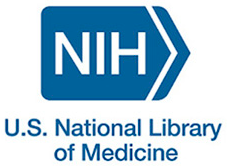 NIH
U.S. National Library
of Medicine